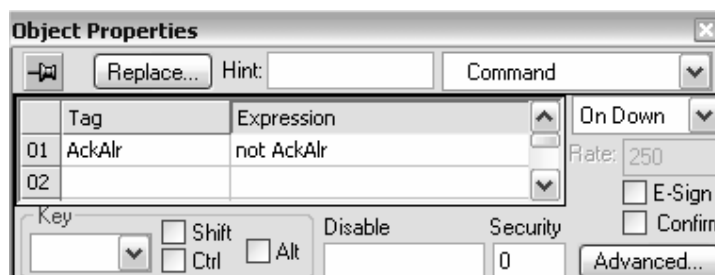 Object Properties
Replace... Hint: Command
Tag Expression On Down
01 AckAlr not AckAlr Rate: 250
02 E-Sign
Key Shift Disable Security Confirm
Ctrl Alt 0 Advanced...